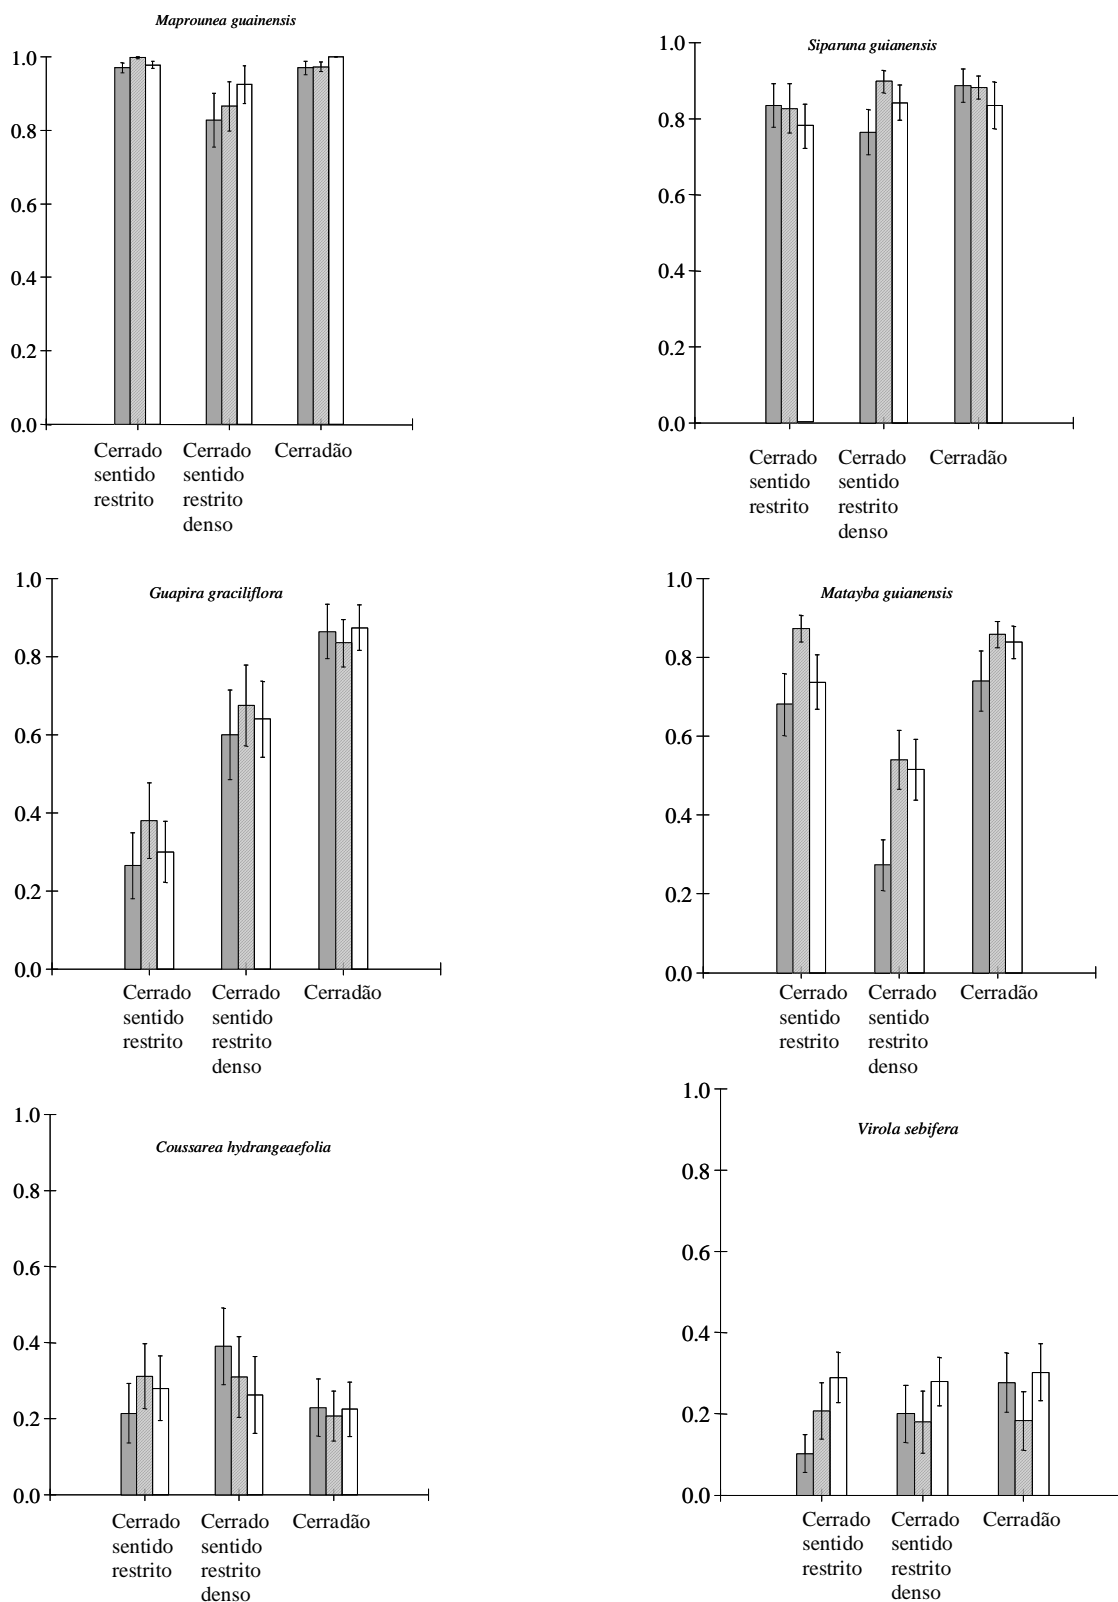 Maprounea guainensis
1.0
0.8
0.6
0.4
0.2
0.0
Cerrado
sentido
restrito
Cerrado
sentido
restrito
denso
Cerradão
Siparuna guianensis
1.0
0.8
0.6
0.4
0.2
0.0
Cerrado
sentido
restrito
Cerrado
sentido
restrito
denso
Cerradão
Guapira graciliflora
1.0
0.8
0.6
0.4
0.2
0.0
Cerrado
sentido
restrito
Cerrado
sentido
restrito
denso
Cerradão
Matayba guianensis
1.0
0.8
0.6
0.4
0.2
0.0
Cerrado
sentido
restrito
Cerrado
sentido
restrito
denso
Cerradão
Coussarea hydrangeaefolia
1.0
0.8
0.6
0.4
0.2
0.0
Cerrado
sentido
restrito
Cerrado
sentido
restrito
denso
Cerradão
Virola sebifera
1.0
0.8
0.6
0.4
0.2
0.0
Cerrado
sentido
restrito
Cerrado
sentido
restrito
denso
Cerradão